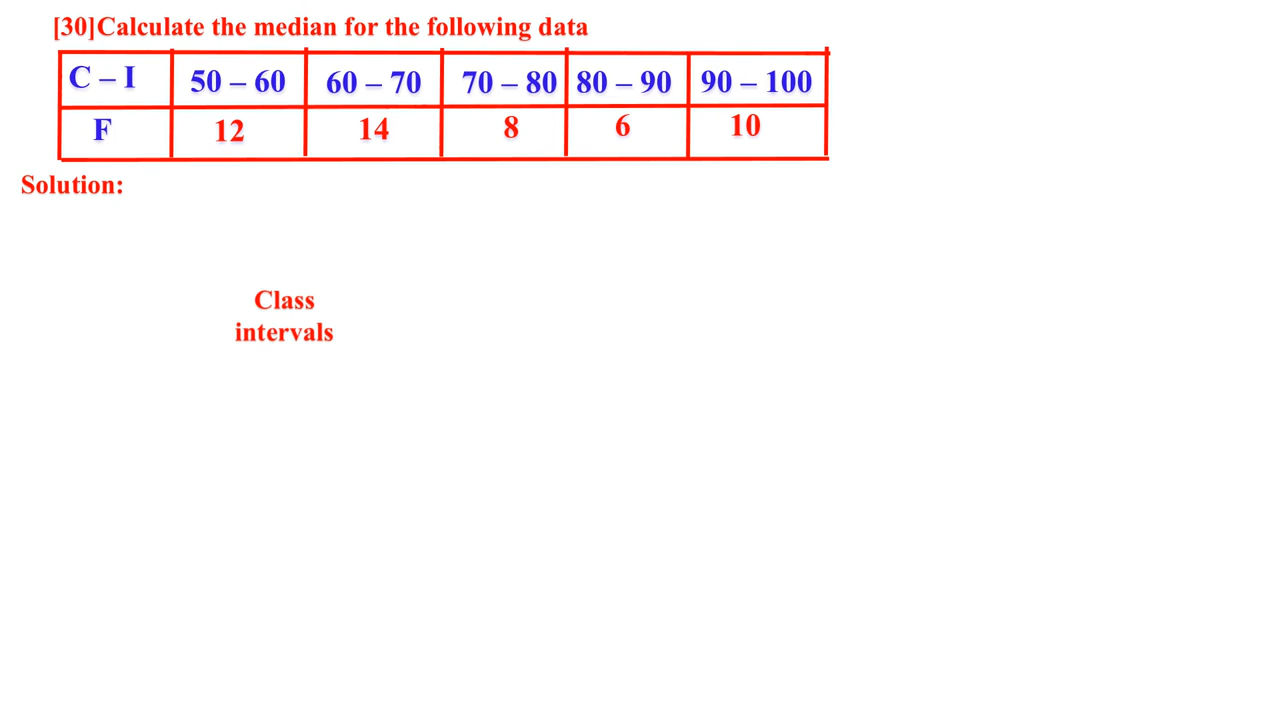 [30]Calculate the median for the following data
C – I 50 – 60 60 – 70 70 – 80 80 – 90 90 – 100
F 12 14 8 6 10
Solution:
Class
intervals